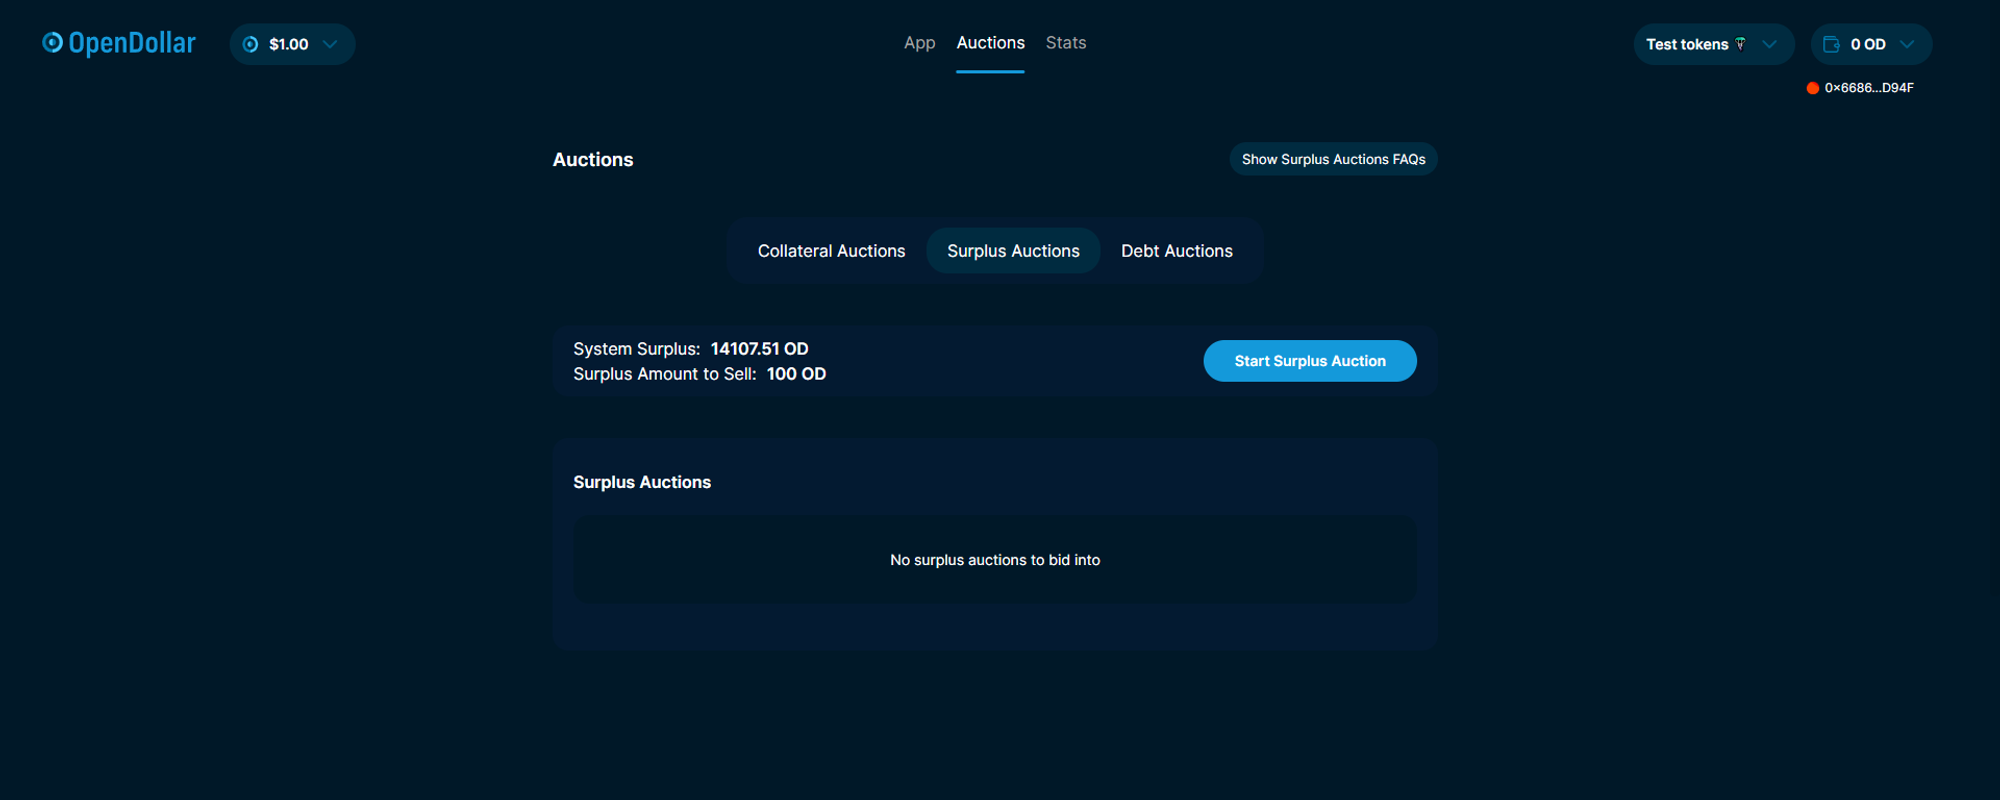 OpenDollar
$1.00
App
Auctions
Stats
Test tokens
0 OD
0×6686...D94F
Auctions
Show Surplus Auctions FAQs
Collateral Auctions
Surplus Auctions
Debt Auctions
System Surplus: 14107.51 OD
Surplus Amount to Sell: 100 OD
Start Surplus Auction
Surplus Auctions
No surplus auctions to bid into